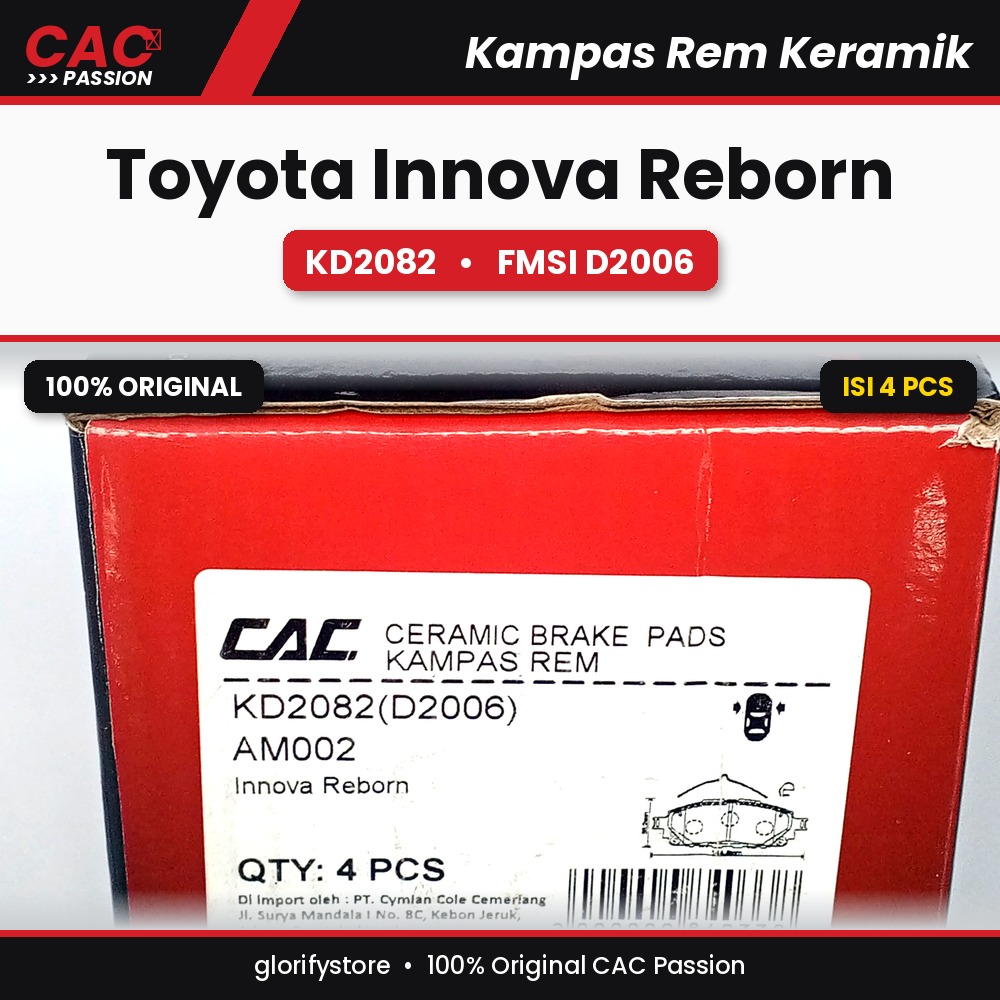 CAC
>>> PASSION
Kampas Rem Keramik
Toyota Innova Reborn
KD2082 • FMSI D2006
100% ORIGINAL
ISI 4 PCS
CAC
CERAMIC BRAKE PADS
KAMPAS REM
KD2082(D2006)
AM002
Innova Reborn
QTY: 4 PCS
Di Import oleh : PT. Cymlan Cole Cemerlang
Jl. Surya Mandala I No. 8C, Kebon Jeruk,
glorifystore • 100% Original CAC Passion